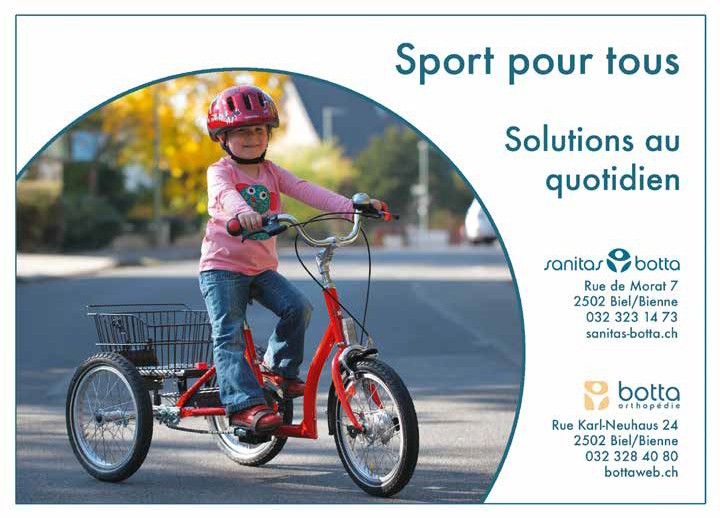 Sport pour tous
Solutions au
quotidien
sanitas botta
Rue de Morat 7
2502 Biel/Bienne
032 323 14 73
sanitas-botta.ch
botta
orthopédie
Rue Karl-Neuhaus 24
2502 Biel/Bienne
032 328 40 80
bottaweb.ch